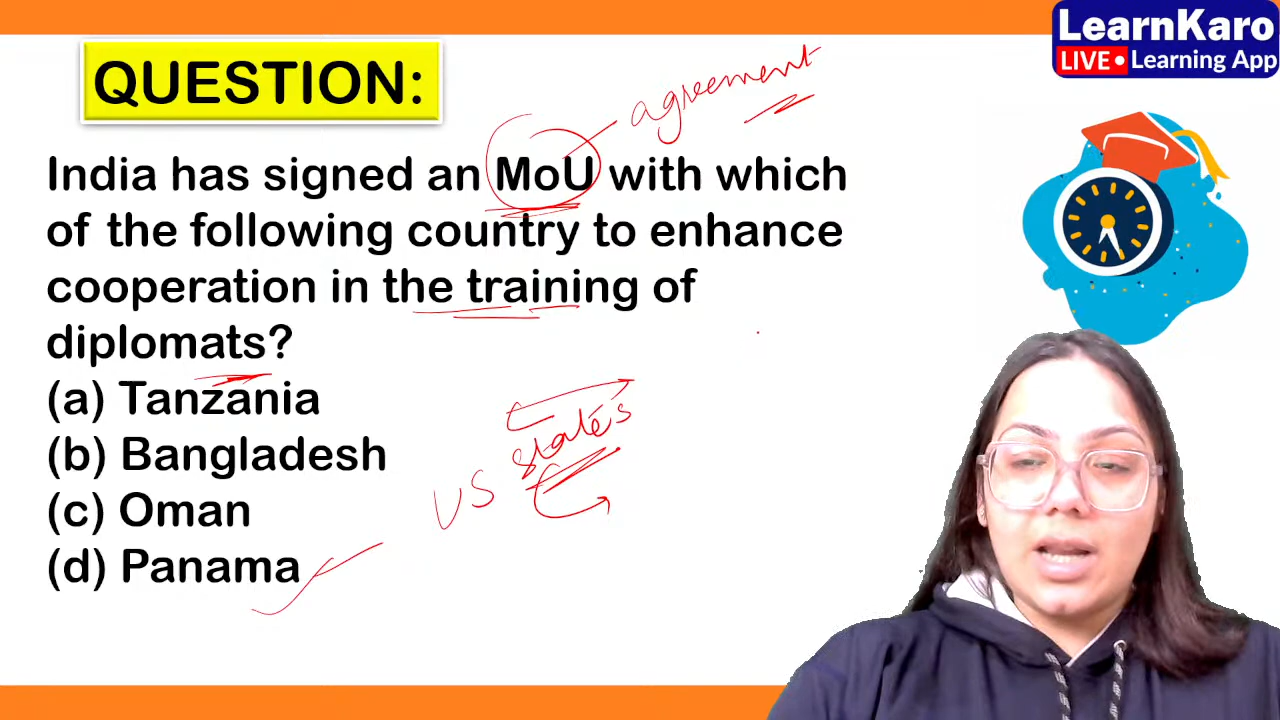 LearnKaro
LIVE • Learning App
QUESTION:
agreement
India has signed an MoU with which
of the following country to enhance
cooperation in the training of
diplomats?
(a) Tanzania
(b) Bangladesh
(c) Oman
(d) Panama
US states